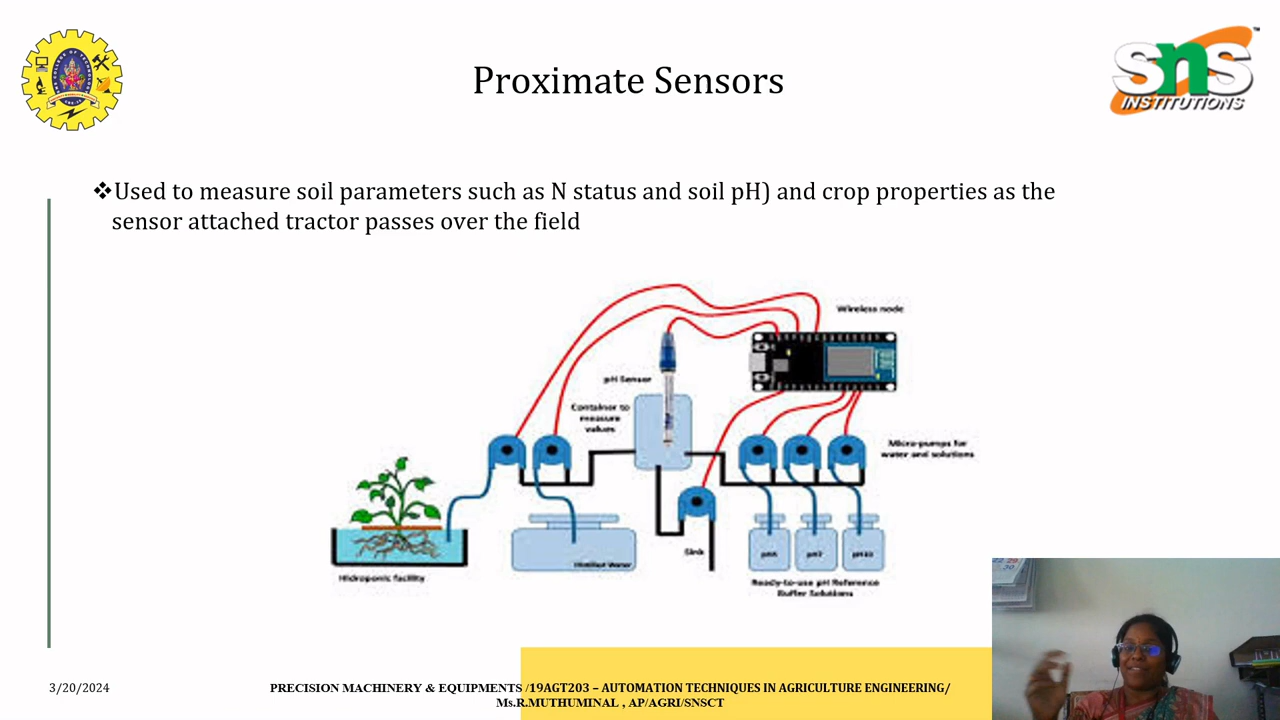 Proximate Sensors
SNS
INSTITUTIONS
❖Used to measure soil parameters such as N status and soil pH) and crop properties as the
sensor attached tractor passes over the field
Wireless node
pH Sensor
Container to
measure
values
Micro-pumps for
water and solutions
Sink
Distilled Water
pH4
pH7
pH10
Hidroponic facility
Ready-to-use pH Reference
Buffer Solutions
3/20/2024
PRECISION MACHINERY & EQUIPMENTS /19AGT203 – AUTOMATION TECHNIQUES IN AGRICULTURE ENGINEERING/
Ms.R.MUTHUMINAL , AP/AGRI/SNSCT